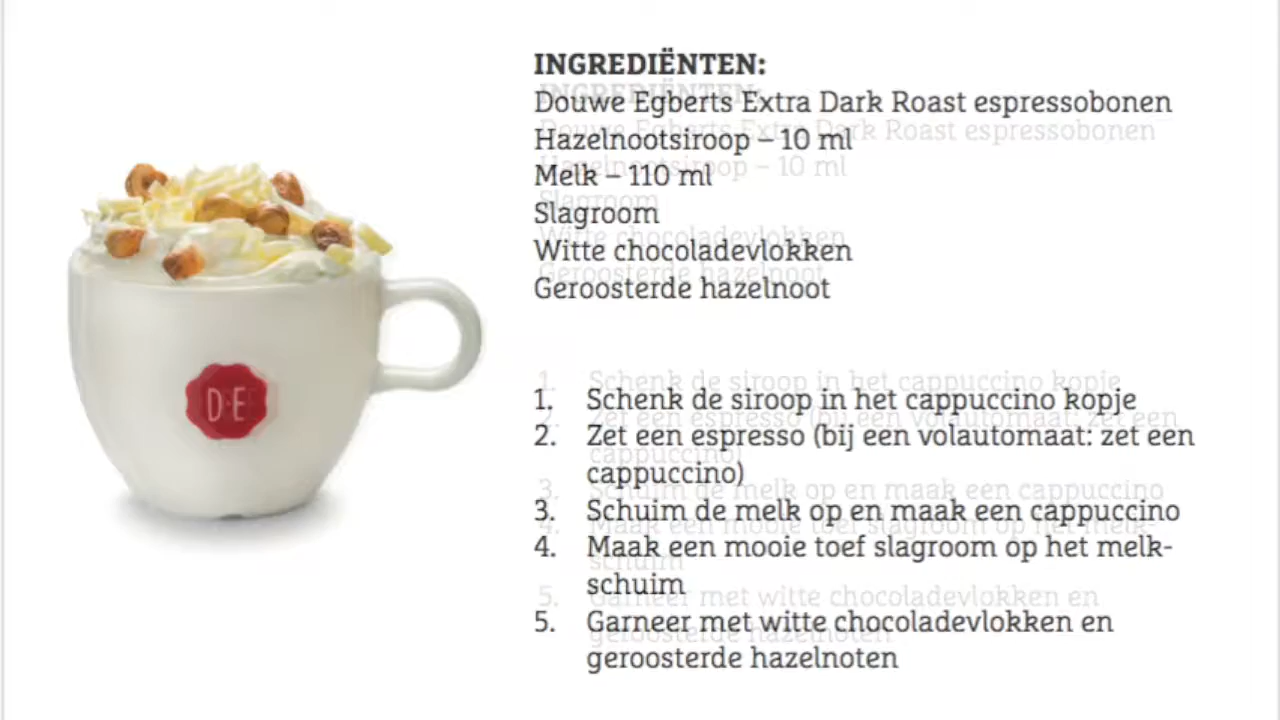 INGREDIËNTEN:
Douwe Egberts Extra Dark Roast espressobonen
Hazelnootsiroop – 10 ml
Melk – 110 ml
Slagroom
Witte chocoladevlokken
Geroosterde hazelnoot
1. Schenk de siroop in het cappuccino kopje
2. Zet een espresso (bij een volautomaat: zet een
cappuccino)
3. Schuim de melk op en maak een cappuccino
4. Maak een mooie toef slagroom op het melk-
schuim
5. Garneer met witte chocoladevlokken en
geroosterde hazelnoten
D·E